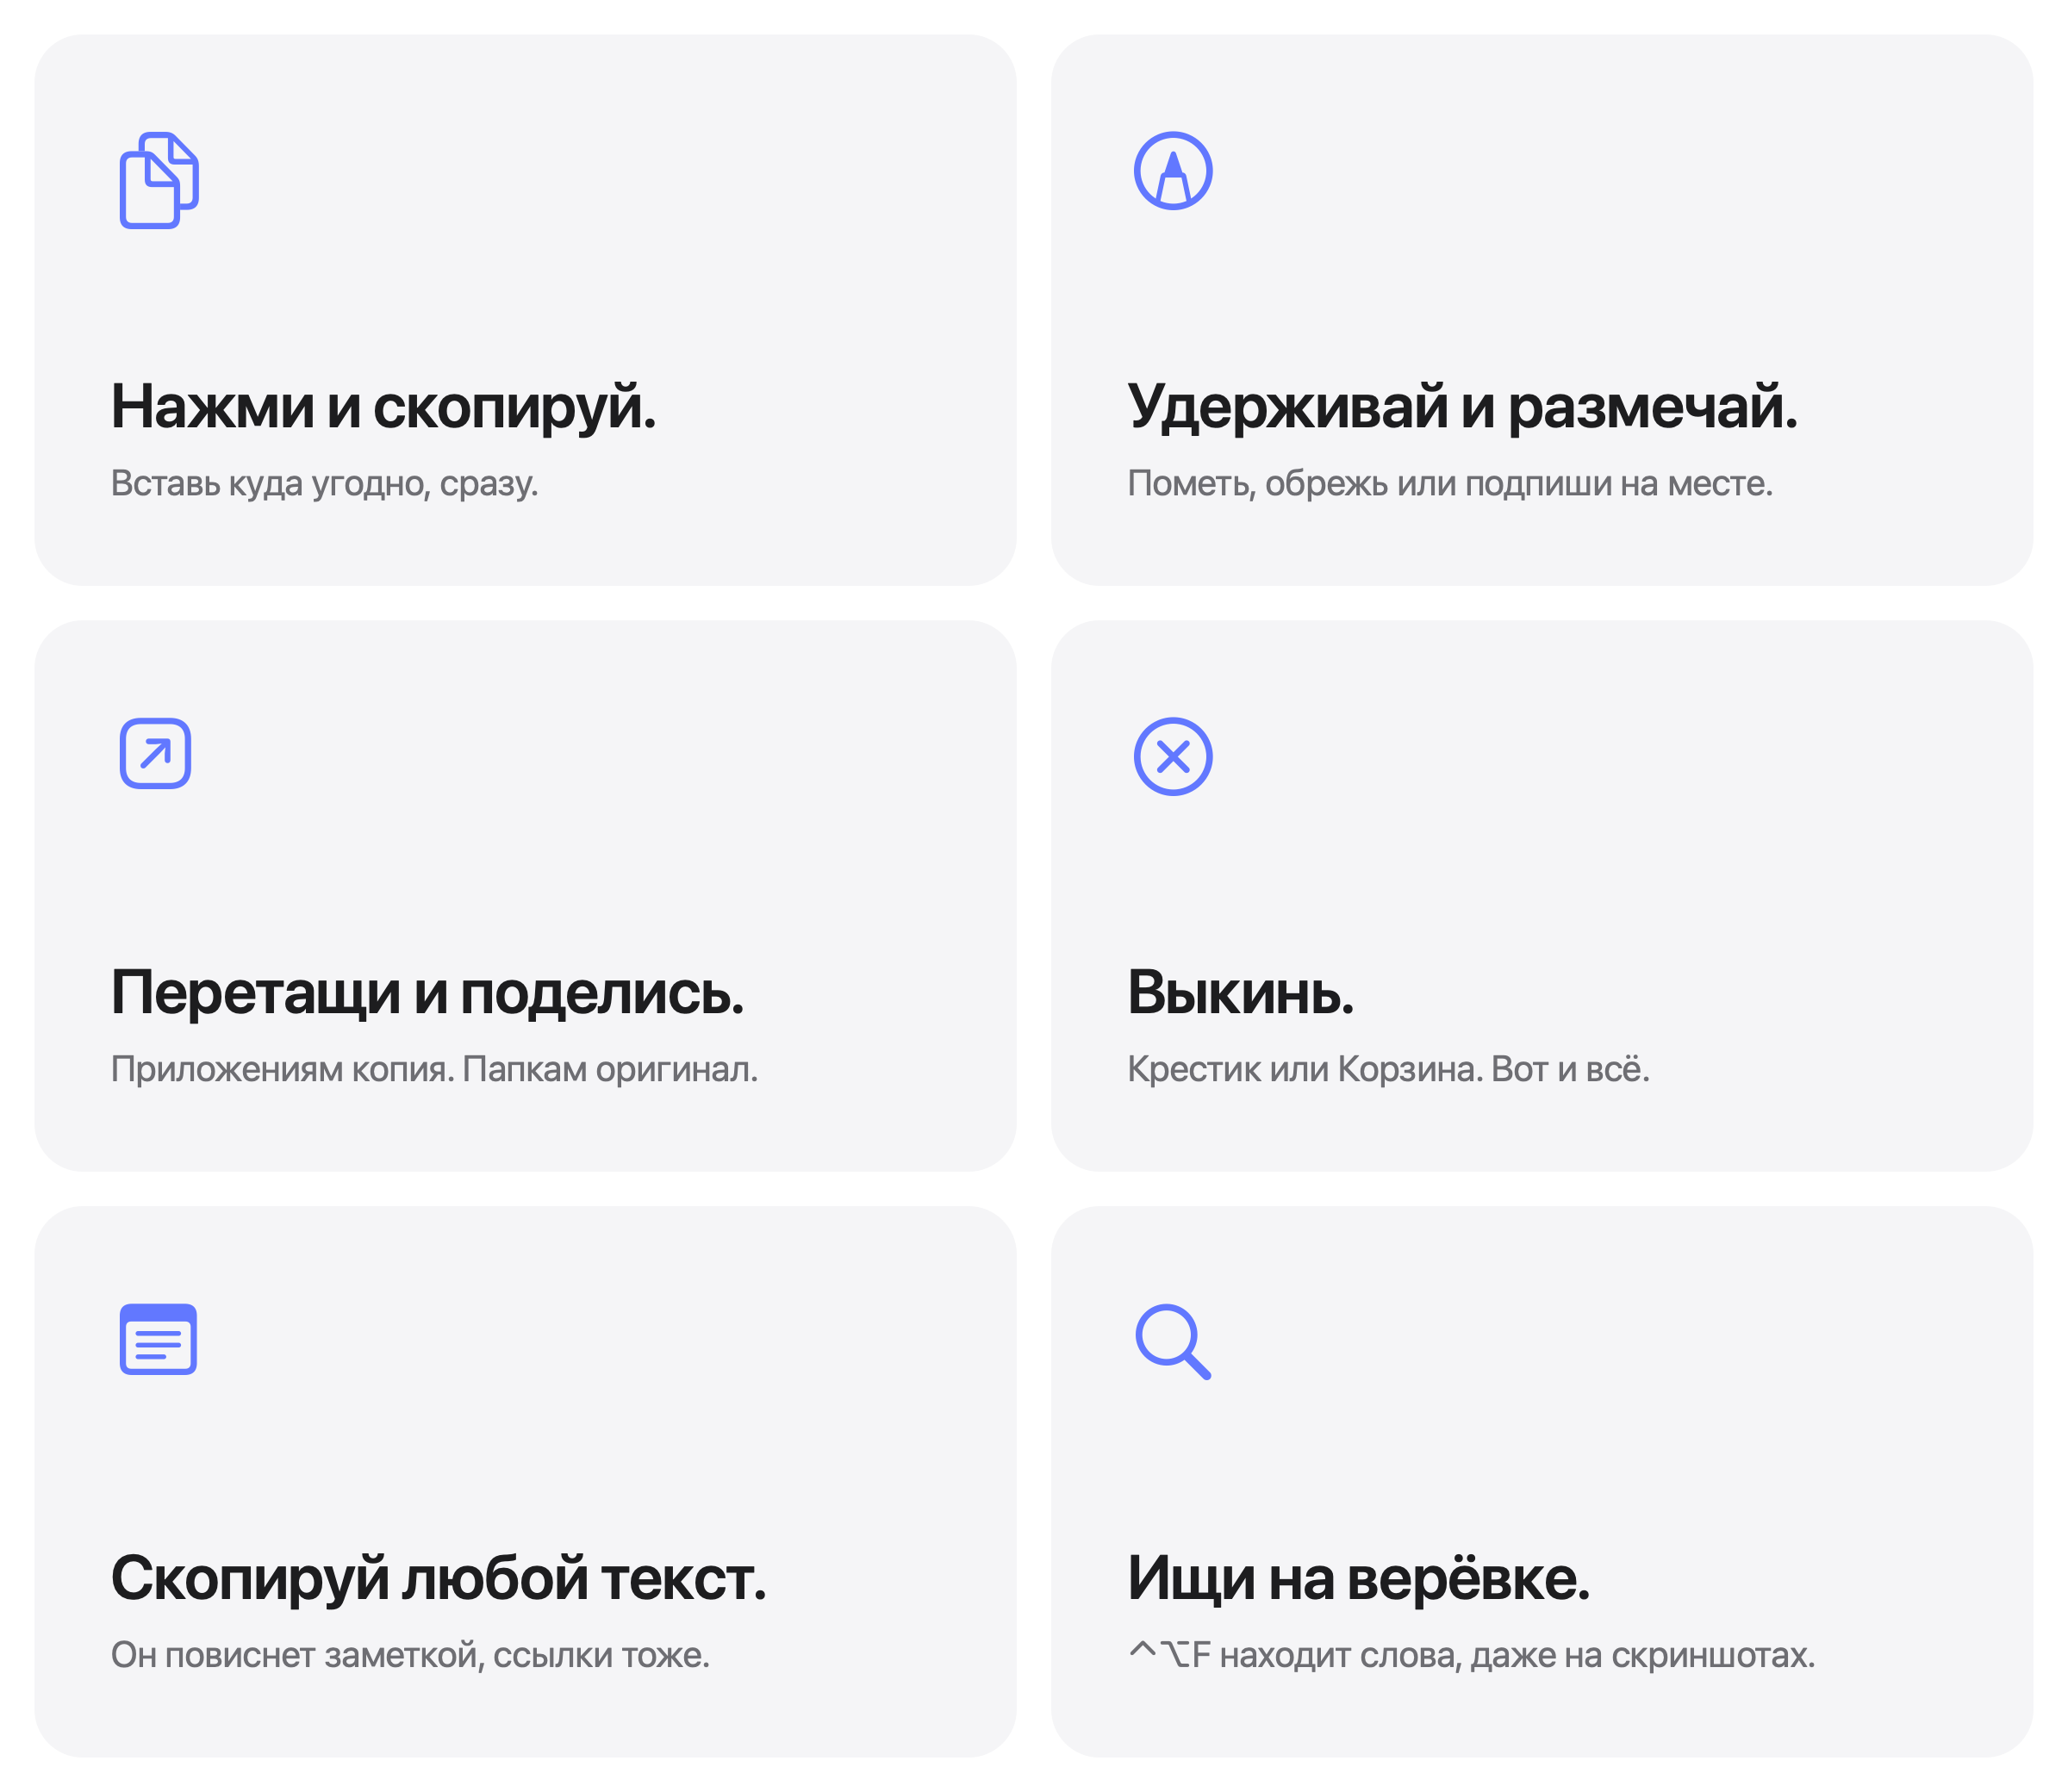 Нажми и скопируй.
Вставь куда угодно, сразу.
Удерживай и размечай.
Пометь, обрежь или подпиши на месте.
Перетащи и поделись.
Приложениям копия. Папкам оригинал.
Выкинь.
Крестик или Корзина. Вот и всё.
Скопируй любой текст.
Он повиснет заметкой, ссылки тоже.
Ищи на верёвке.
⌃⌥F находит слова, даже на скриншотах.